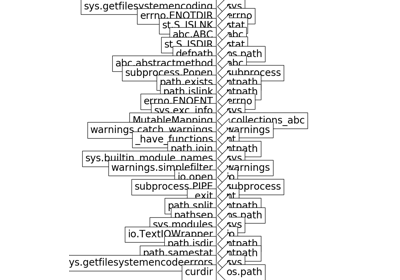 sys.getfilesystemencoding sys
errno.ENOTDIR errno
st.S_ISLNK stat
abc.ABC abc
st.S_ISDIR stat
defpath os.path
abc.abstractmethod abc
subprocess.Popen subprocess
path.exists ntpath
path.islink ntpath
errno.ENOENT errno
sys.exc_info sys
MutableMapping _collections_abc
warnings.catch_warnings warnings
_have_functions nt
path.join ntpath
sys.builtin_module_names sys
warnings.simplefilter warnings
io.open io
subprocess.PIPE subprocess
_exit nt
path.split ntpath
pathsep os.path
sys.modules sys
io.TextIOWrapper io
path.isdir ntpath
path.samestat ntpath
sys.getfilesystemencodeerrors sys
curdir os.path